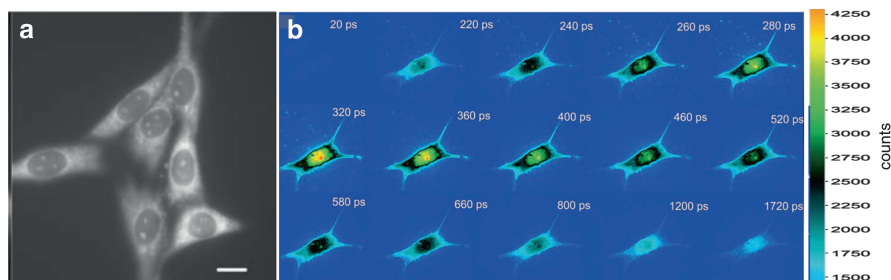 a
b
20 ps
220 ps
240 ps
260 ps
280 ps
320 ps
360 ps
400 ps
460 ps
520 ps
580 ps
660 ps
800 ps
1200 ps
1720 ps
4250
4000
3750
3500
3250
3000
2750
2500
2250
2000
1750
1500
counts